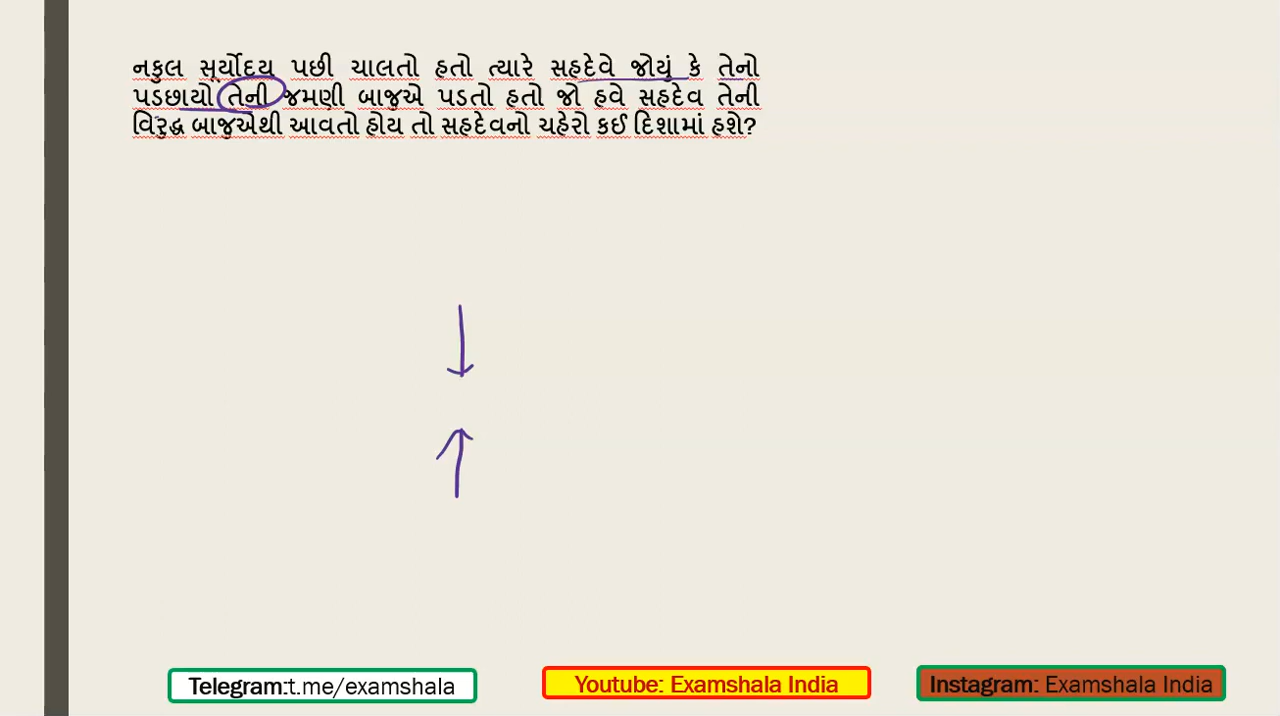 નકુલ સૂર્યોદય પછી ચાલતો હતો ત્યારે સહદેવે જોયું કે તેનો
પડછાયો તેની જમણી બાજુએ પડતો હતો જો હવે સહદેવ તેની
વિરુદ્ધ બાજુએથી આવતો હોય તો સહદેવનો ચહેરો કઈ દિશામાં હશે?
Telegram:t.me/examshala
Youtube: Examshala India
Instagram: Examshala India